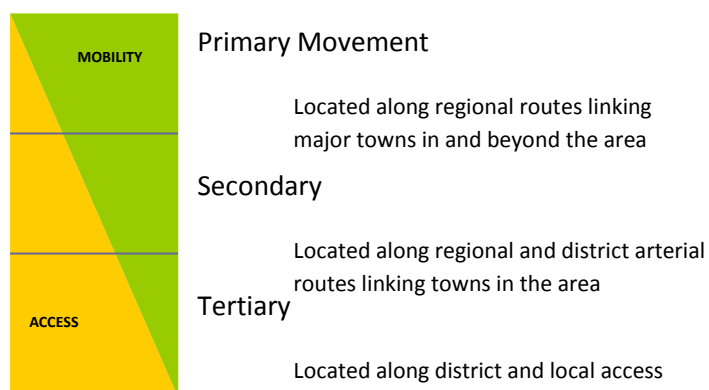 MOBILITY
Primary Movement
Located along regional routes linking
major towns in and beyond the area
Secondary
Located along regional and district arterial
routes linking towns in the area
Tertiary
ACCESS
Located along district and local access